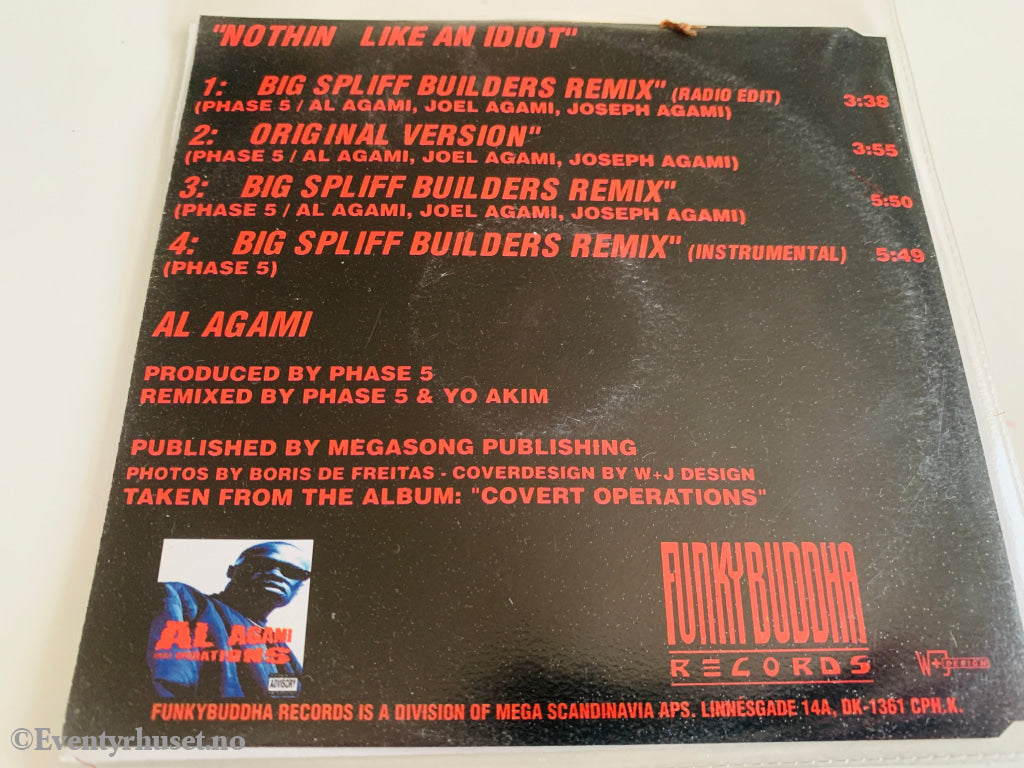 "NOTHIN LIKE AN IDIOT"
1: BIG SPLIFF BUILDERS REMIX" (RADIO EDIT) 3:38
(PHASE 5 / AL AGAMI, JOEL AGAMI, JOSEPH AGAMI)
2: ORIGINAL VERSION" 3:55
(PHASE 5 / AL AGAMI, JOEL AGAMI, JOSEPH AGAMI)
3: BIG SPLIFF BUILDERS REMIX" 5:50
(PHASE 5 / AL AGAMI, JOEL AGAMI, JOSEPH AGAMI)
4: BIG SPLIFF BUILDERS REMIX" (INSTRUMENTAL) 5:49
(PHASE 5)
AL AGAMI
PRODUCED BY PHASE 5
REMIXED BY PHASE 5 & YO AKIM
PUBLISHED BY MEGASONG PUBLISHING
PHOTOS BY BORIS DE FREITAS - COVERDESIGN BY W+J DESIGN
TAKEN FROM THE ALBUM: "COVERT OPERATIONS"
AL AGAMI
OPERATIONS
ADVISORY
FUNKYBUDDHA
RECORDS
W+J DESIGN
FUNKYBUDDHA RECORDS IS A DIVISION OF MEGA SCANDINAVIA APS. LINNÉSGADE 14A, DK-1361 CPH.K.
©Eventyrhuset.no